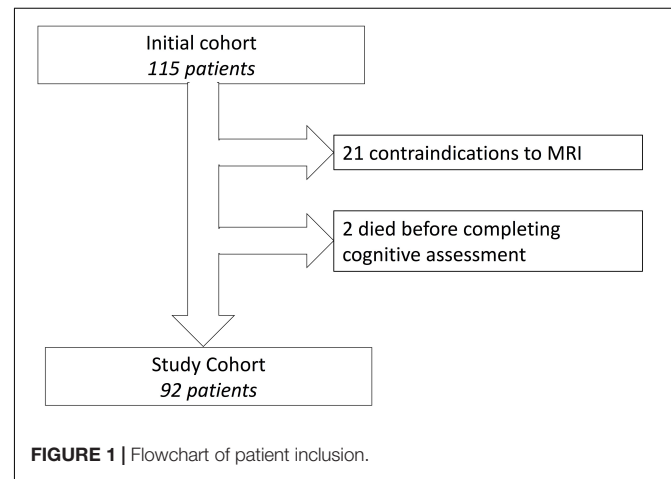 Initial cohort
115 patients
21 contraindications to MRI
2 died before completing
cognitive assessment
Study Cohort
92 patients
FIGURE 1 | Flowchart of patient inclusion.